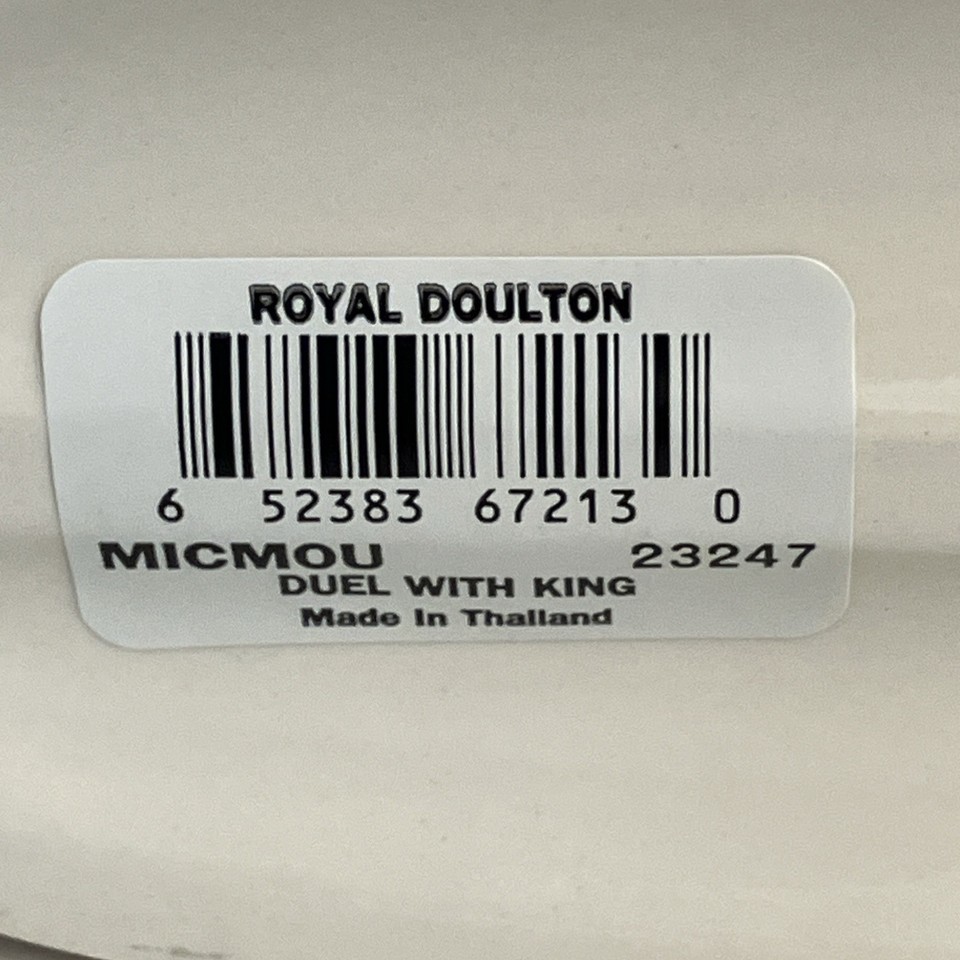 ROYAL DOULTON
6 52383 67213 0
MICMOU 23247
DUEL WITH KING
Made In Thailand